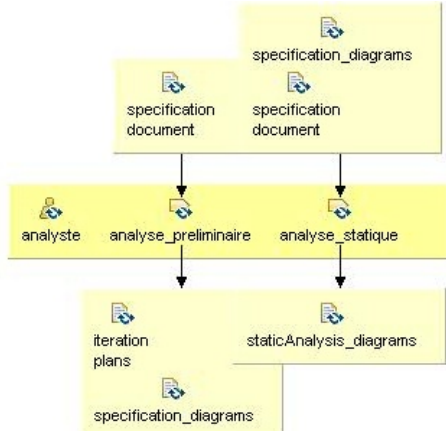 specification_diagrams
specification specification
document document
analyste analyse_preliminaire analyse_statique
iteration staticAnalysis_diagrams
plans
specification_diagrams